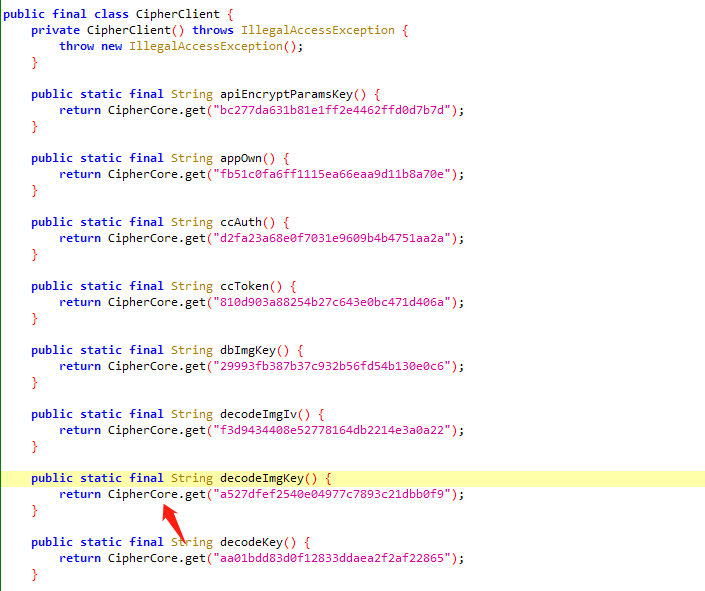 public final class CipherClient {
private CipherClient() throws IllegalAccessException {
throw new IllegalAccessException();
}
public static final String apiEncryptParamsKey() {
return CipherCore.get("bc277da631b81e1ff2e4462ffd0d7b7d");
}
public static final String appOwn() {
return CipherCore.get("fb51c0fa6ff1115ea66eaa9d11b8a70e");
}
public static final String ccAuth() {
return CipherCore.get("d2fa23a68e0f7031e9609b4b4751aa2a");
}
public static final String ccToken() {
return CipherCore.get("810d903a88254b27c643e0bc471d406a");
}
public static final String dbImgKey() {
return CipherCore.get("29993fb387b37c932b56fd54b130e0c6");
}
public static final String decodeImgIv() {
return CipherCore.get("f3d9434408e52778164db2214e3a0a22");
}
public static final String decodeImgKey() {
return CipherCore.get("a527dfef2540e04977c7893c21dbb0f9");
}
public static final String decodeKey() {
return CipherCore.get("aa01bdd83d0f12833ddaea2f2af22865");
}